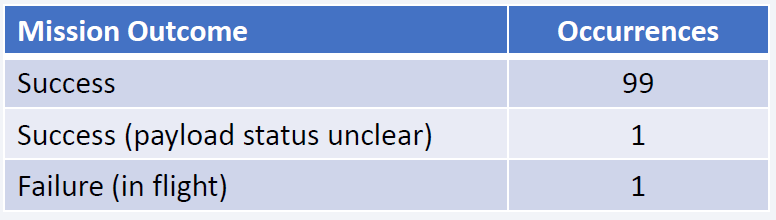 Mission Outcome Occurrences
Success 99
Success (payload status unclear) 1
Failure (in flight) 1